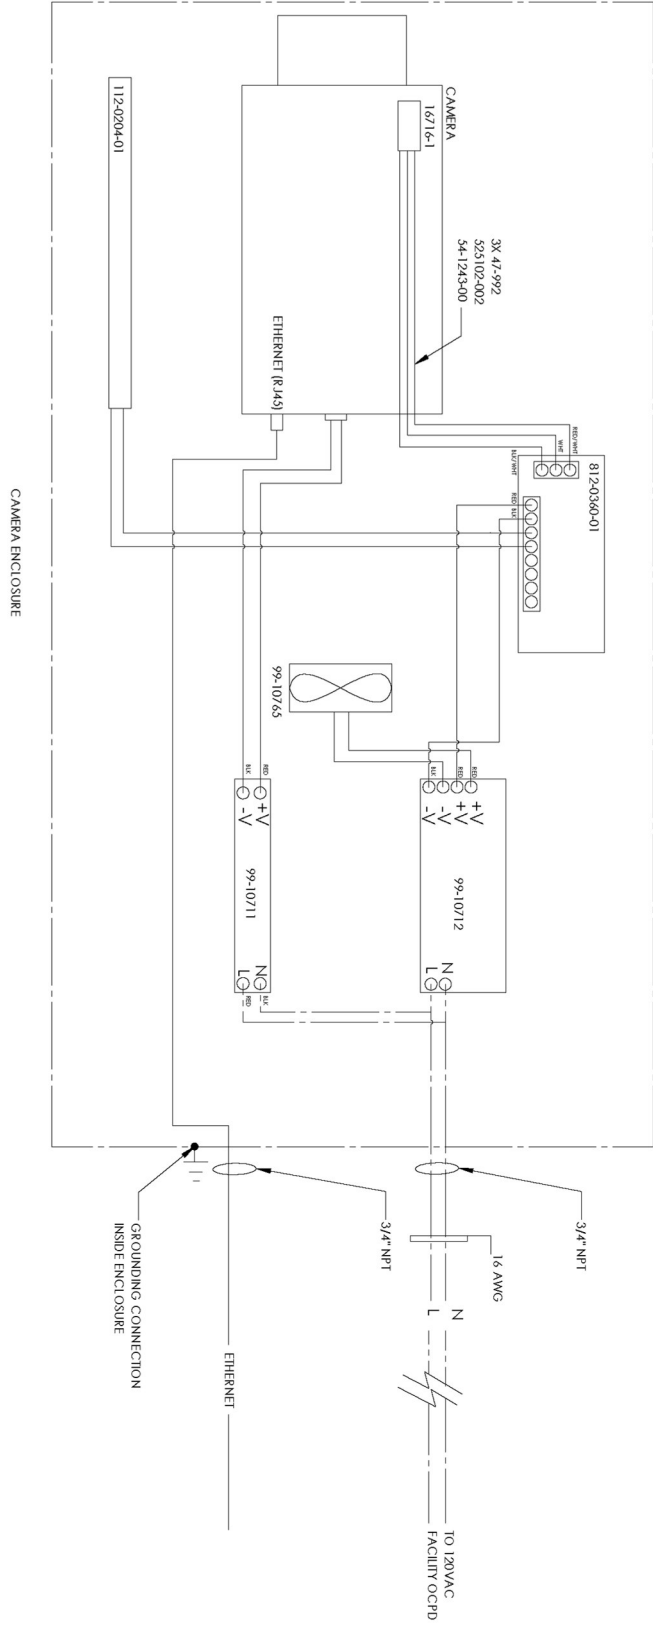 CAMERA ENCLOSURE
112-0204-01
CAMERA
16716-1
ETHERNET (RJ45)
3X 47-992
525102-002
54-1243-00
812-0360-01
RED/WHT
WHT
BLK/WHT
RED
BLK
99-10765
RED
RED
BLK
+V
+V
-V
-V
99-10712
N
L
RED
BLK
+V
-V
99-10711
N
L
BLK
RED
3/4" NPT
3/4" NPT
16 AWG
N
L
GROUNDING CONNECTION
INSIDE ENCLOSURE
ETHERNET
TO 120VAC
FACILITY OCPD